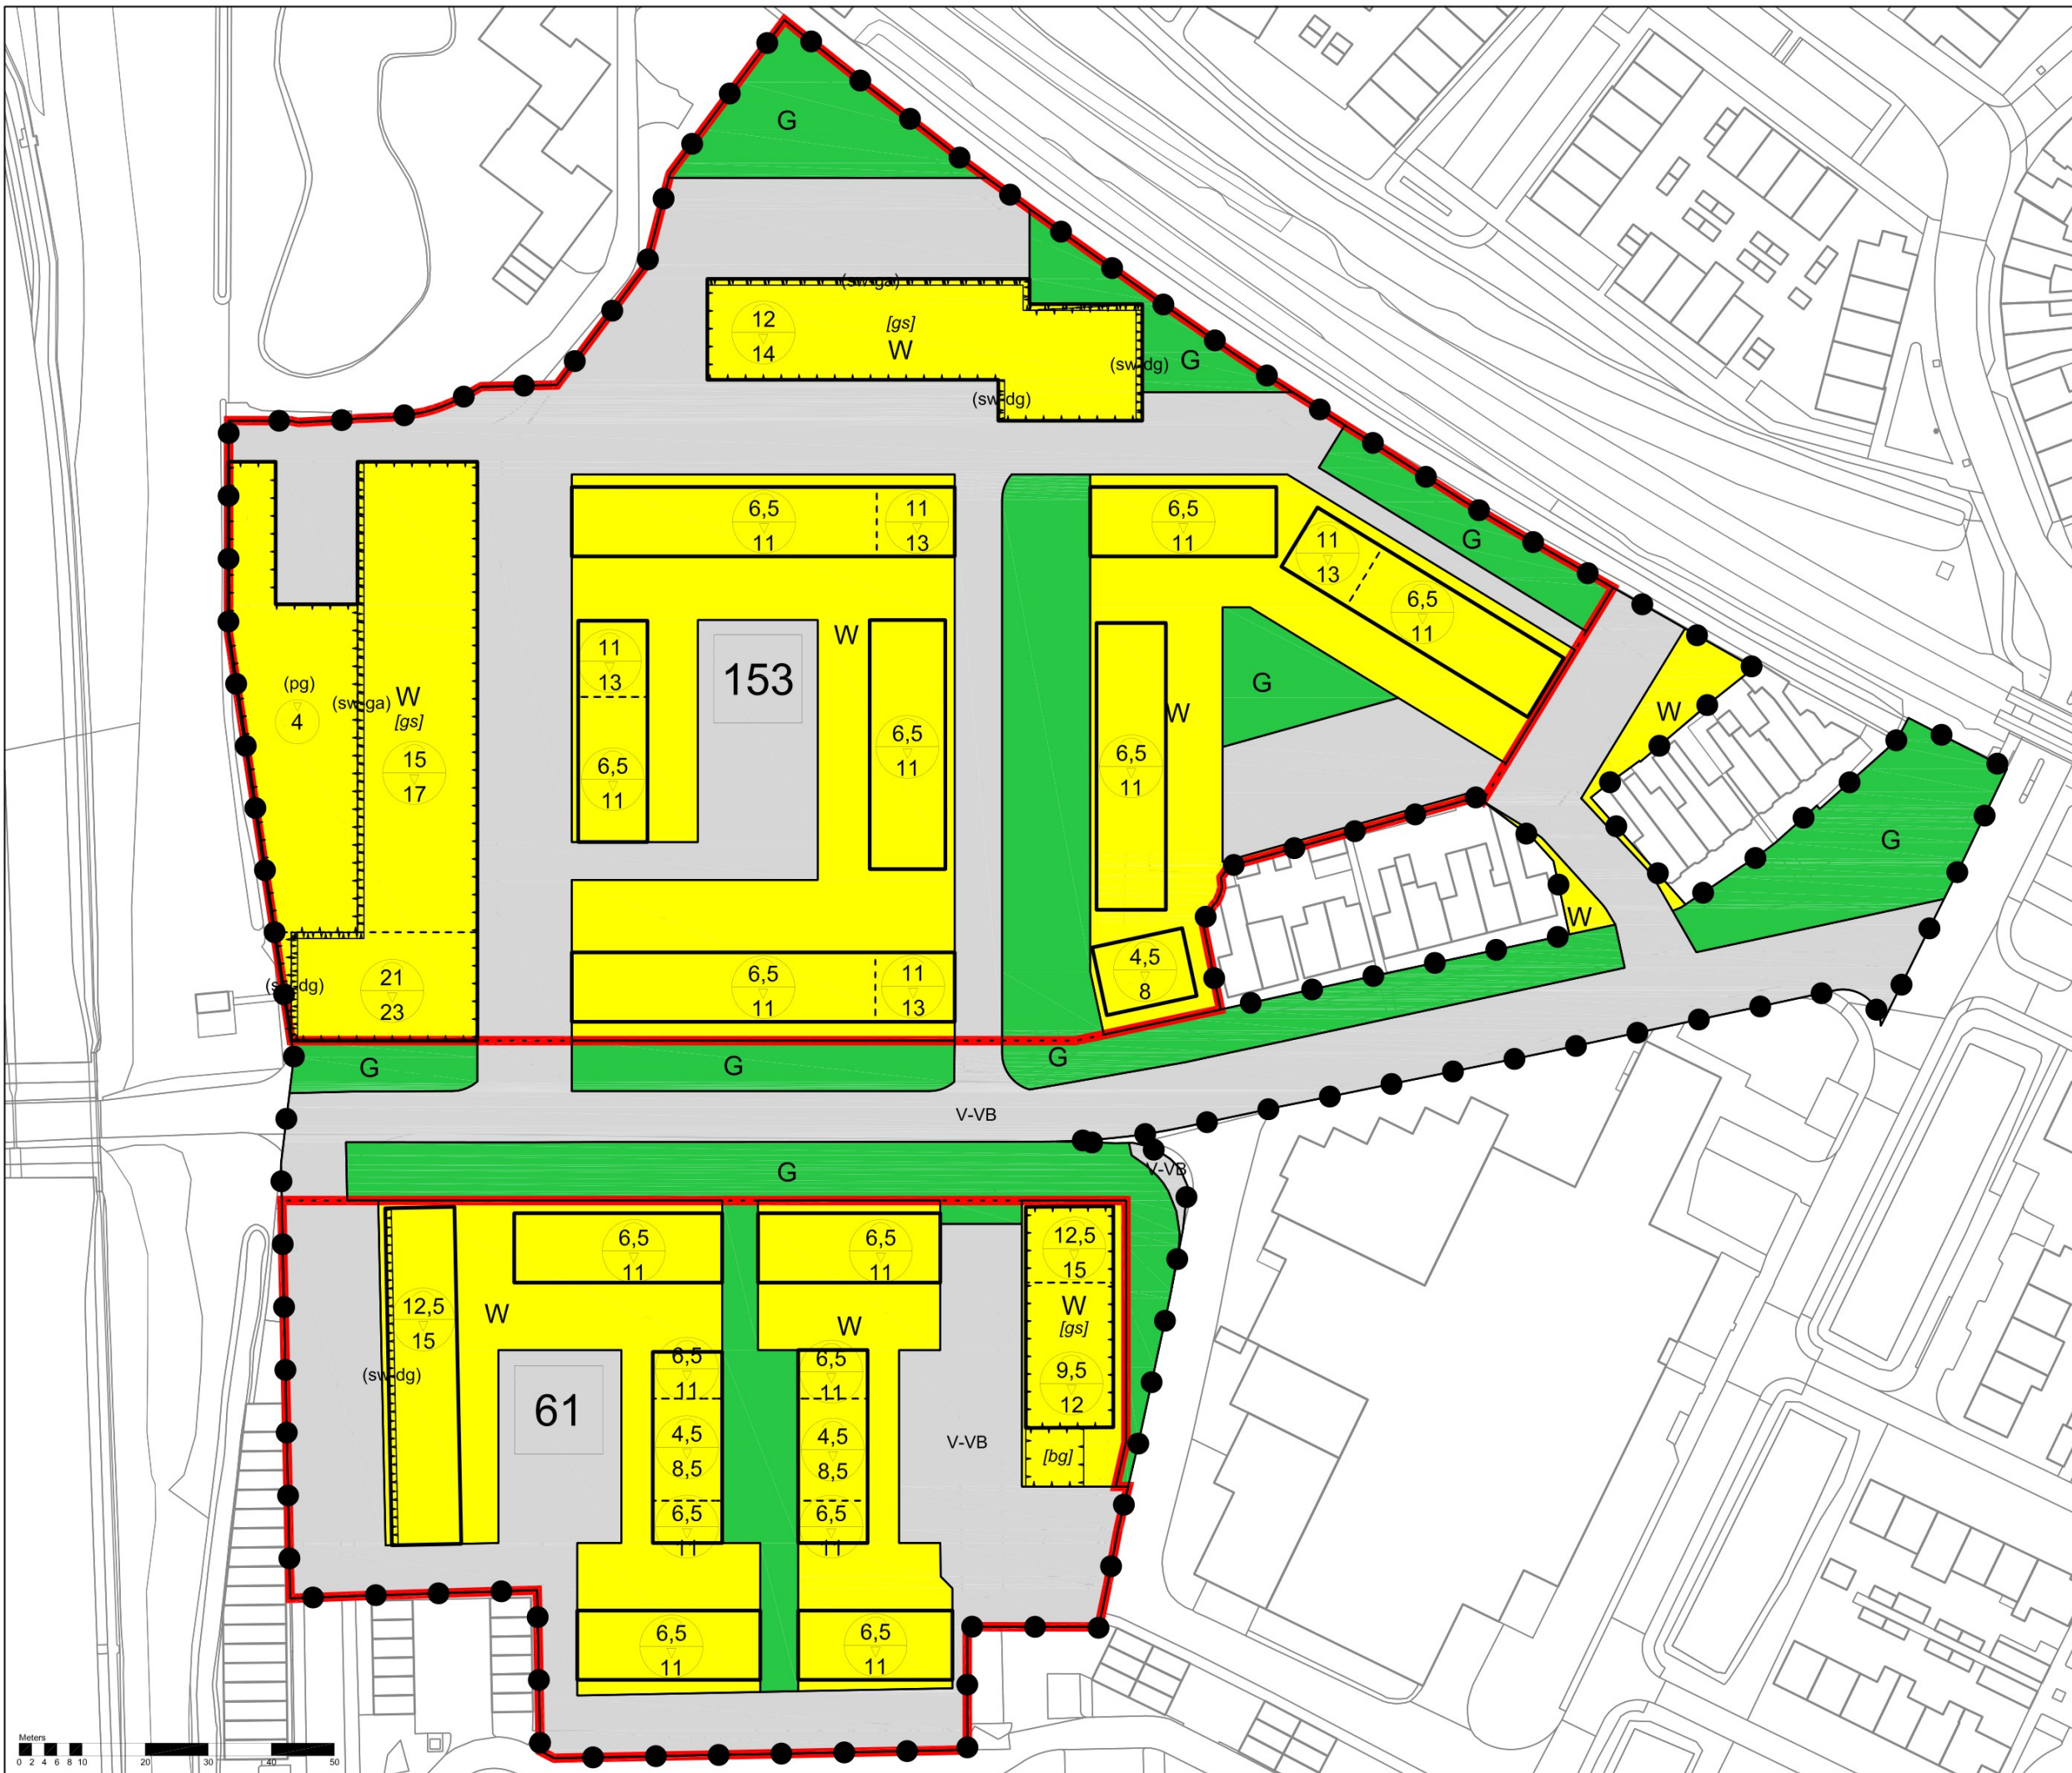 G
(sw-ga)
12
14
[gs]
W
(sw-dg)
G
(sw-dg)
6,5
11
11
13
6,5
11
11
13
G
6,5
11
11
13
W
153
6,5
11
6,5
11
(pg)
4
(sw-ga)
W
[gs]
15
17
W
6,5
11
G
W
G
W
(sw-dg)
21
23
6,5
11
11
13
4,5
8
G
G
G
V-VB
G
V-VB
6,5
11
6,5
11
12,5
15
12,5
15
W
W
W
[gs]
(sw-dg)
6,5
11
6,5
11
9,5
12
61
4,5
8,5
4,5
8,5
V-VB
[bg]
6,5
11
6,5
11
6,5
11
6,5
11
Meters
0 2 4 6 8 10 20 30 40 50